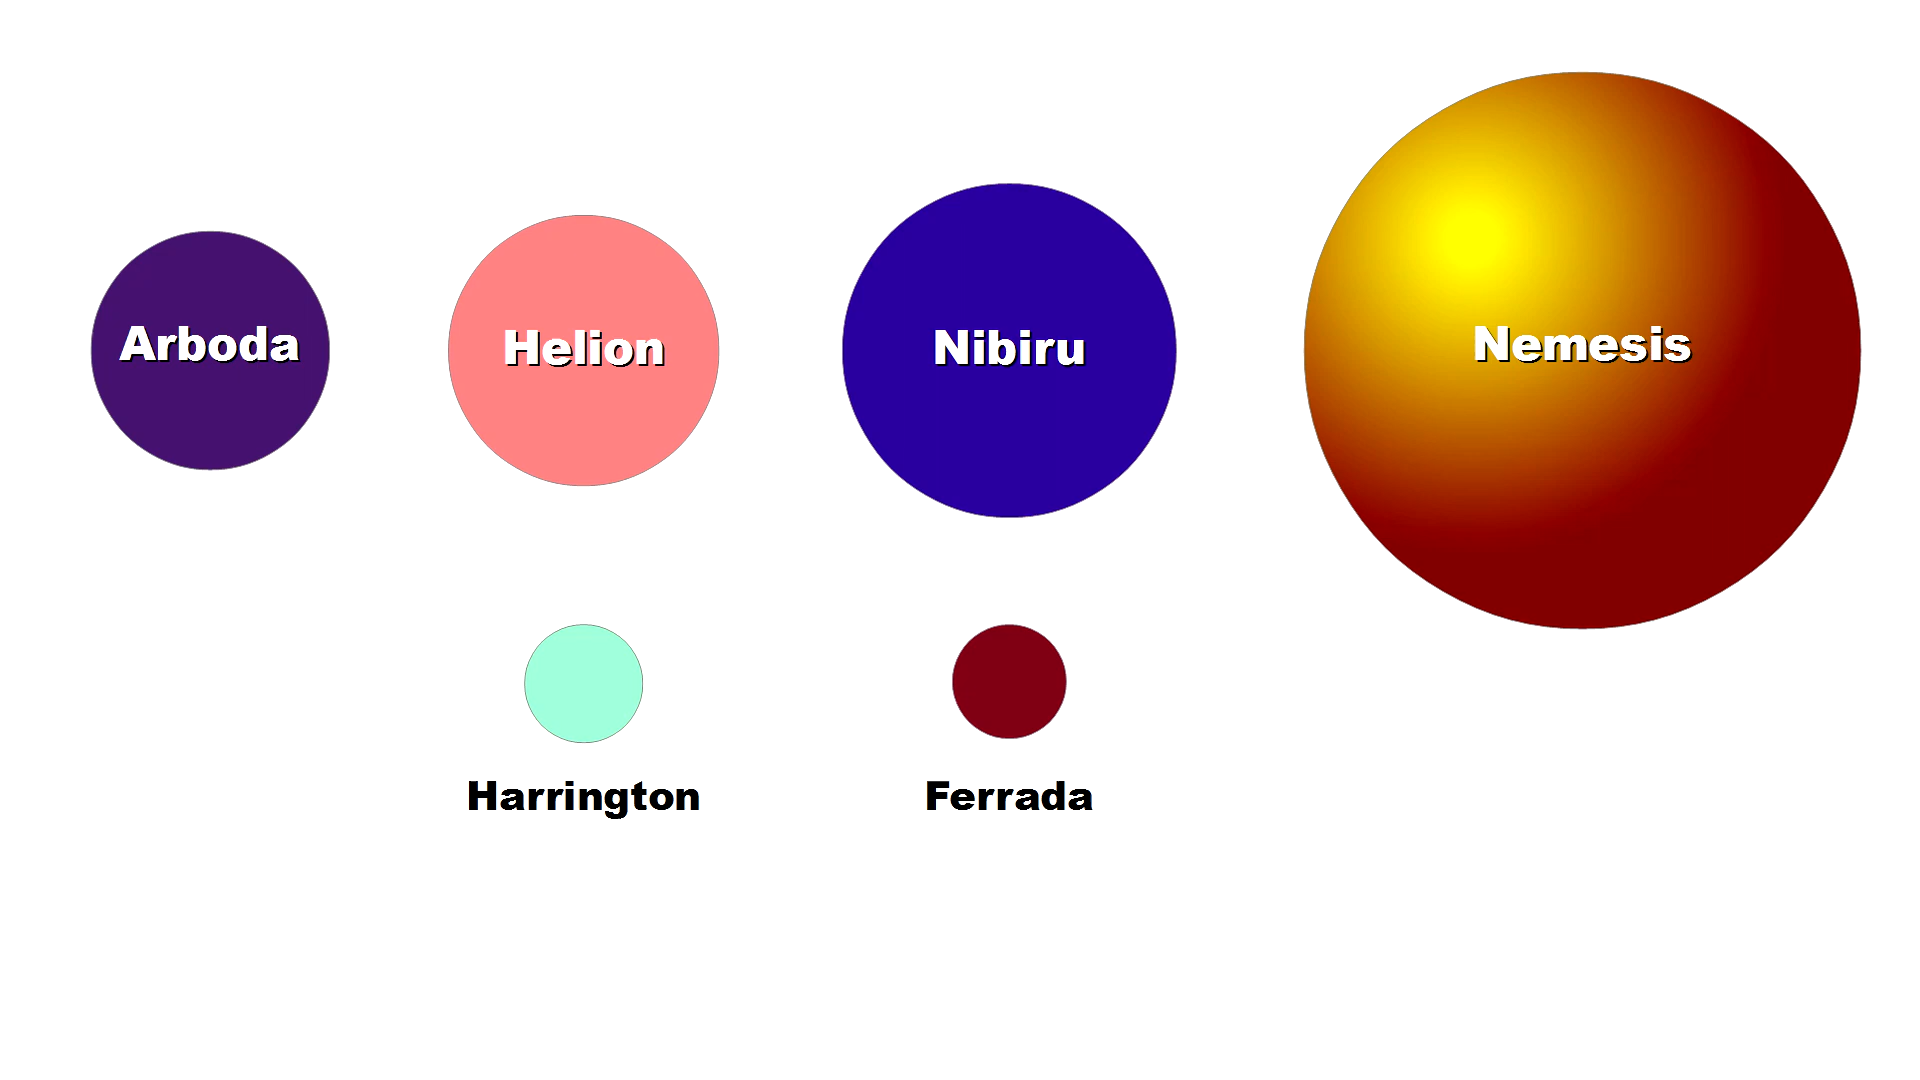 Arboda
Helion
Nibiru
Nemesis
Harrington
Ferrada